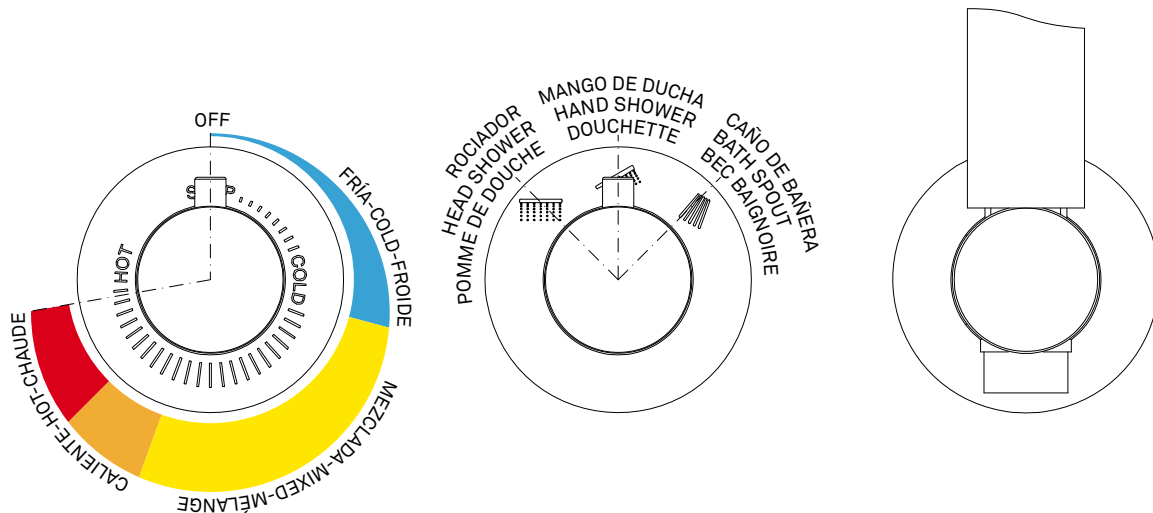 OFF
FRÍA-COLD-FROIDE
MEZCLADA-MIXED-MÉLANGE
CALIENTE-HOT-CHAUDE
HOT
COLD
ROCIADOR
HEAD SHOWER
POMME DE DOUCHE
MANGO DE DUCHA
HAND SHOWER
DOUCHETTE
CAÑO DE BAÑERA
BATH SPOUT
BEC BAIGNOIRE